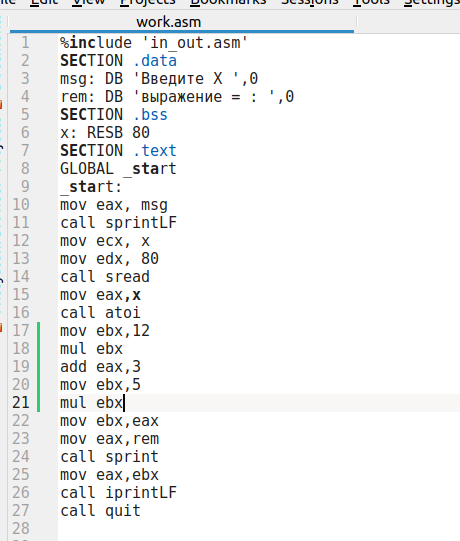 Edit View Projects Bookmarks Sessions Tools Settings
work.asm
1 %include 'in_out.asm'
2 SECTION .data
3 msg: DB 'Введите X ',0
4 rem: DB 'выражение = : ',0
5 SECTION .bss
6 x: RESB 80
7 SECTION .text
8 GLOBAL _start
9 _start:
10 mov eax, msg
11 call sprintLF
12 mov ecx, x
13 mov edx, 80
14 call sread
15 mov eax,x
16 call atoi
17 mov ebx,12
18 mul ebx
19 add eax,3
20 mov ebx,5
21 mul ebx
22 mov ebx,eax
23 mov eax,rem
24 call sprint
25 mov eax,ebx
26 call iprintLF
27 call quit
28